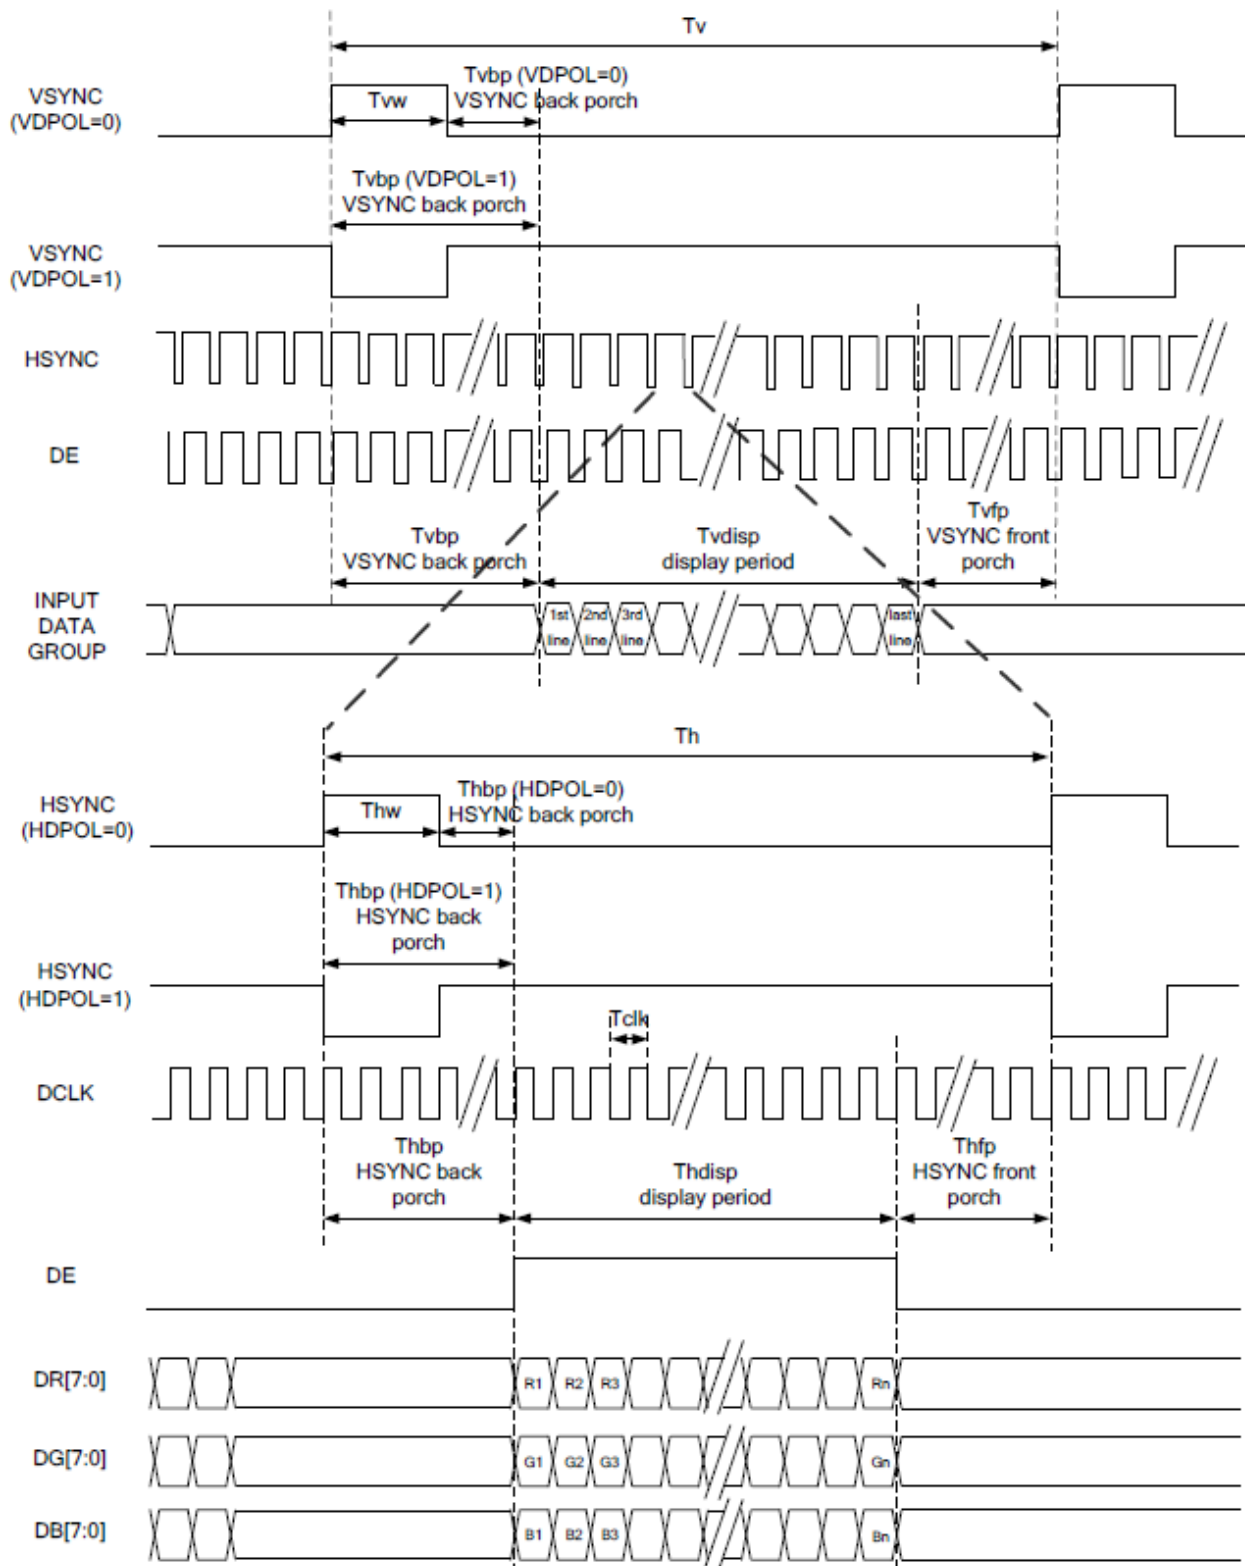 Tv
Tvbp (VDPOL=0)
VSYNC back porch
VSYNC
(VDPOL=0)
Tvw
Tvbp (VDPOL=1)
VSYNC back porch
VSYNC
(VDPOL=1)
HSYNC
DE
Tvbp
VSYNC back porch
Tvdisp
display period
Tvfp
VSYNC front
porch
INPUT
DATA
GROUP
1st
line
2nd
line
3rd
line
last
line
Th
Thbp (HDPOL=0)
HSYNC back porch
HSYNC
(HDPOL=0)
Thw
Thbp (HDPOL=1)
HSYNC back
porch
HSYNC
(HDPOL=1)
Tclk
DCLK
Thbp
HSYNC back
porch
Thdisp
display period
Thfp
HSYNC front
porch
DE
DR[7:0]
R1
R2
R3
Rn
DG[7:0]
G1
G2
G3
Gn
DB[7:0]
B1
B2
B3
Bn